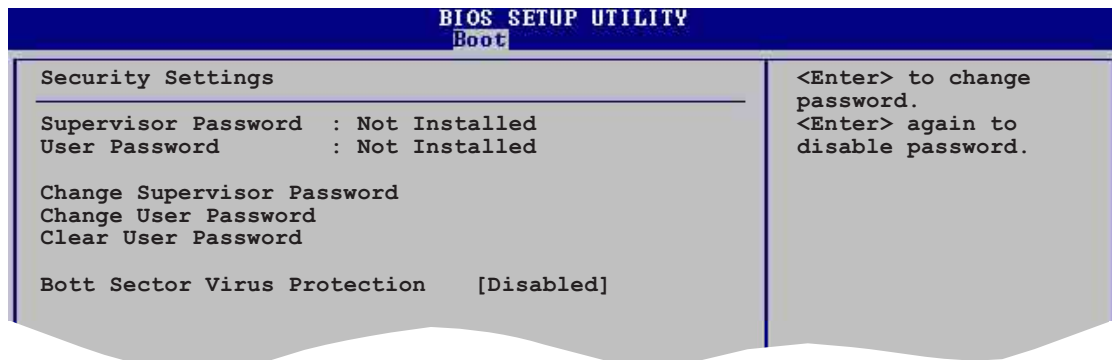 BIOS SETUP UTILITY
Boot
Security Settings
Supervisor Password : Not Installed
User Password : Not Installed
Change Supervisor Password
Change User Password
Clear User Password
Bott Sector Virus Protection [Disabled]
<Enter> to change
password.
<Enter> again to
disable password.